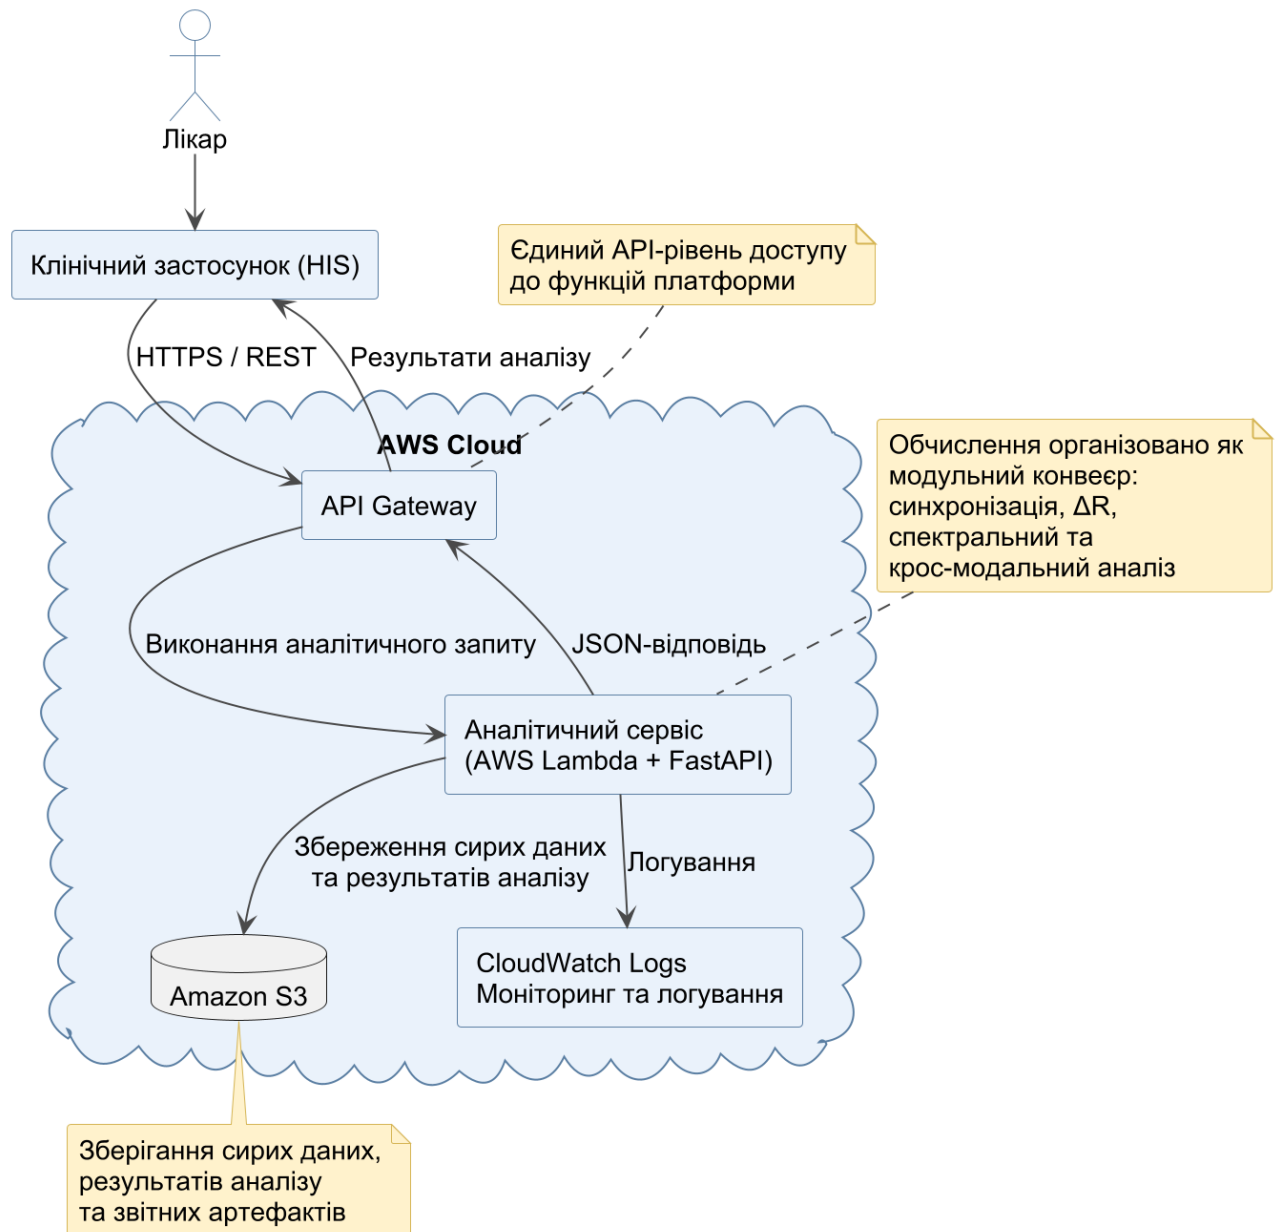 Лікар
Клінічний застосунок (HIS)
Єдиний API-рівень доступу
до функцій платформи
HTTPS / REST
Результати аналізу
AWS Cloud
API Gateway
Обчислення організовано як
модульний конвеєр:
синхронізація, ΔR,
спектральний та
крос-модальний аналіз
Виконання аналітичного запиту
JSON-відповідь
Аналітичний сервіс
(AWS Lambda + FastAPI)
Збереження сирих даних
та результатів аналізу
Логування
Amazon S3
CloudWatch Logs
Моніторинг та логування
Зберігання сирих даних,
результатів аналізу
та звітних артефактів